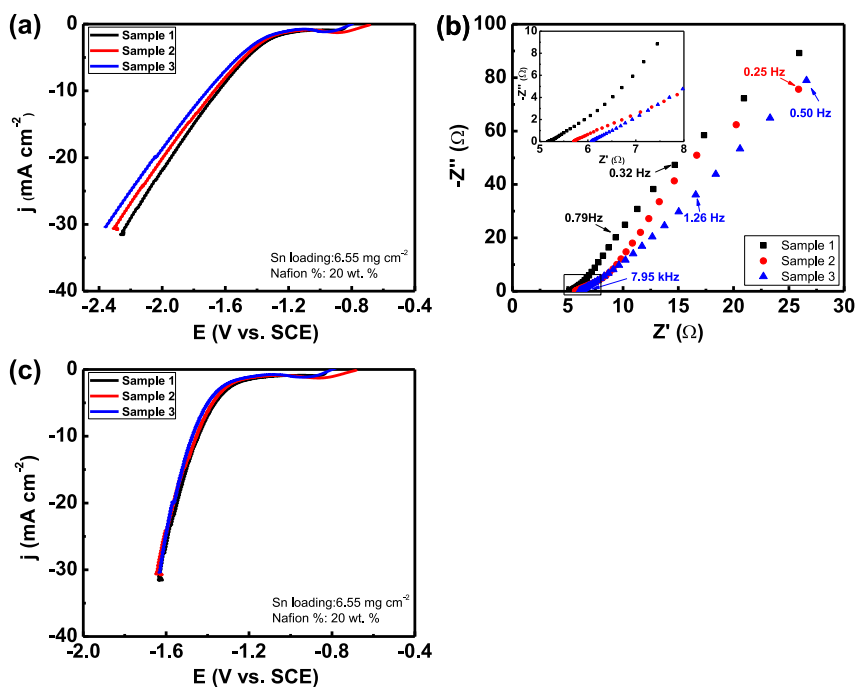 (a)
Sample 1
Sample 2
Sample 3
0
-10
-20
-30
-40
j (mA cm-2)
Sn loading:6.55 mg cm-2
Nafion %: 20 wt. %
-2.4 -2.0 -1.6 -1.2 -0.8 -0.4
E (V vs. SCE)
(b)
-100
-80
-60
-40
-20
0
-Z'' (Ω)
10
8
6
4
2
0
-Z'' (Ω)
5 6 7 8
Z' (Ω)
0.25 Hz
0.50 Hz
0.32 Hz
1.26 Hz
0.79Hz
7.95 kHz
Sample 1
Sample 2
Sample 3
0 5 10 15 20 25 30
Z' (Ω)
(c)
Sample 1
Sample 2
Sample 3
0
-10
-20
-30
-40
j (mA cm-2)
Sn loading:6.55 mg cm-2
Nafion %: 20 wt. %
-2.0 -1.6 -1.2 -0.8 -0.4
E (V vs. SCE)